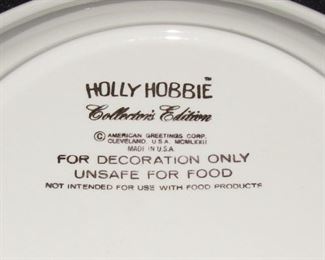 HOLLY HOBBIE™
Collector's Edition
© AMERICAN GREETINGS CORP.
CLEVELAND, U.S.A. MCMLXXII
MADE IN U.S.A.
FOR DECORATION ONLY
UNSAFE FOR FOOD
NOT INTENDED FOR USE WITH FOOD PRODUCTS